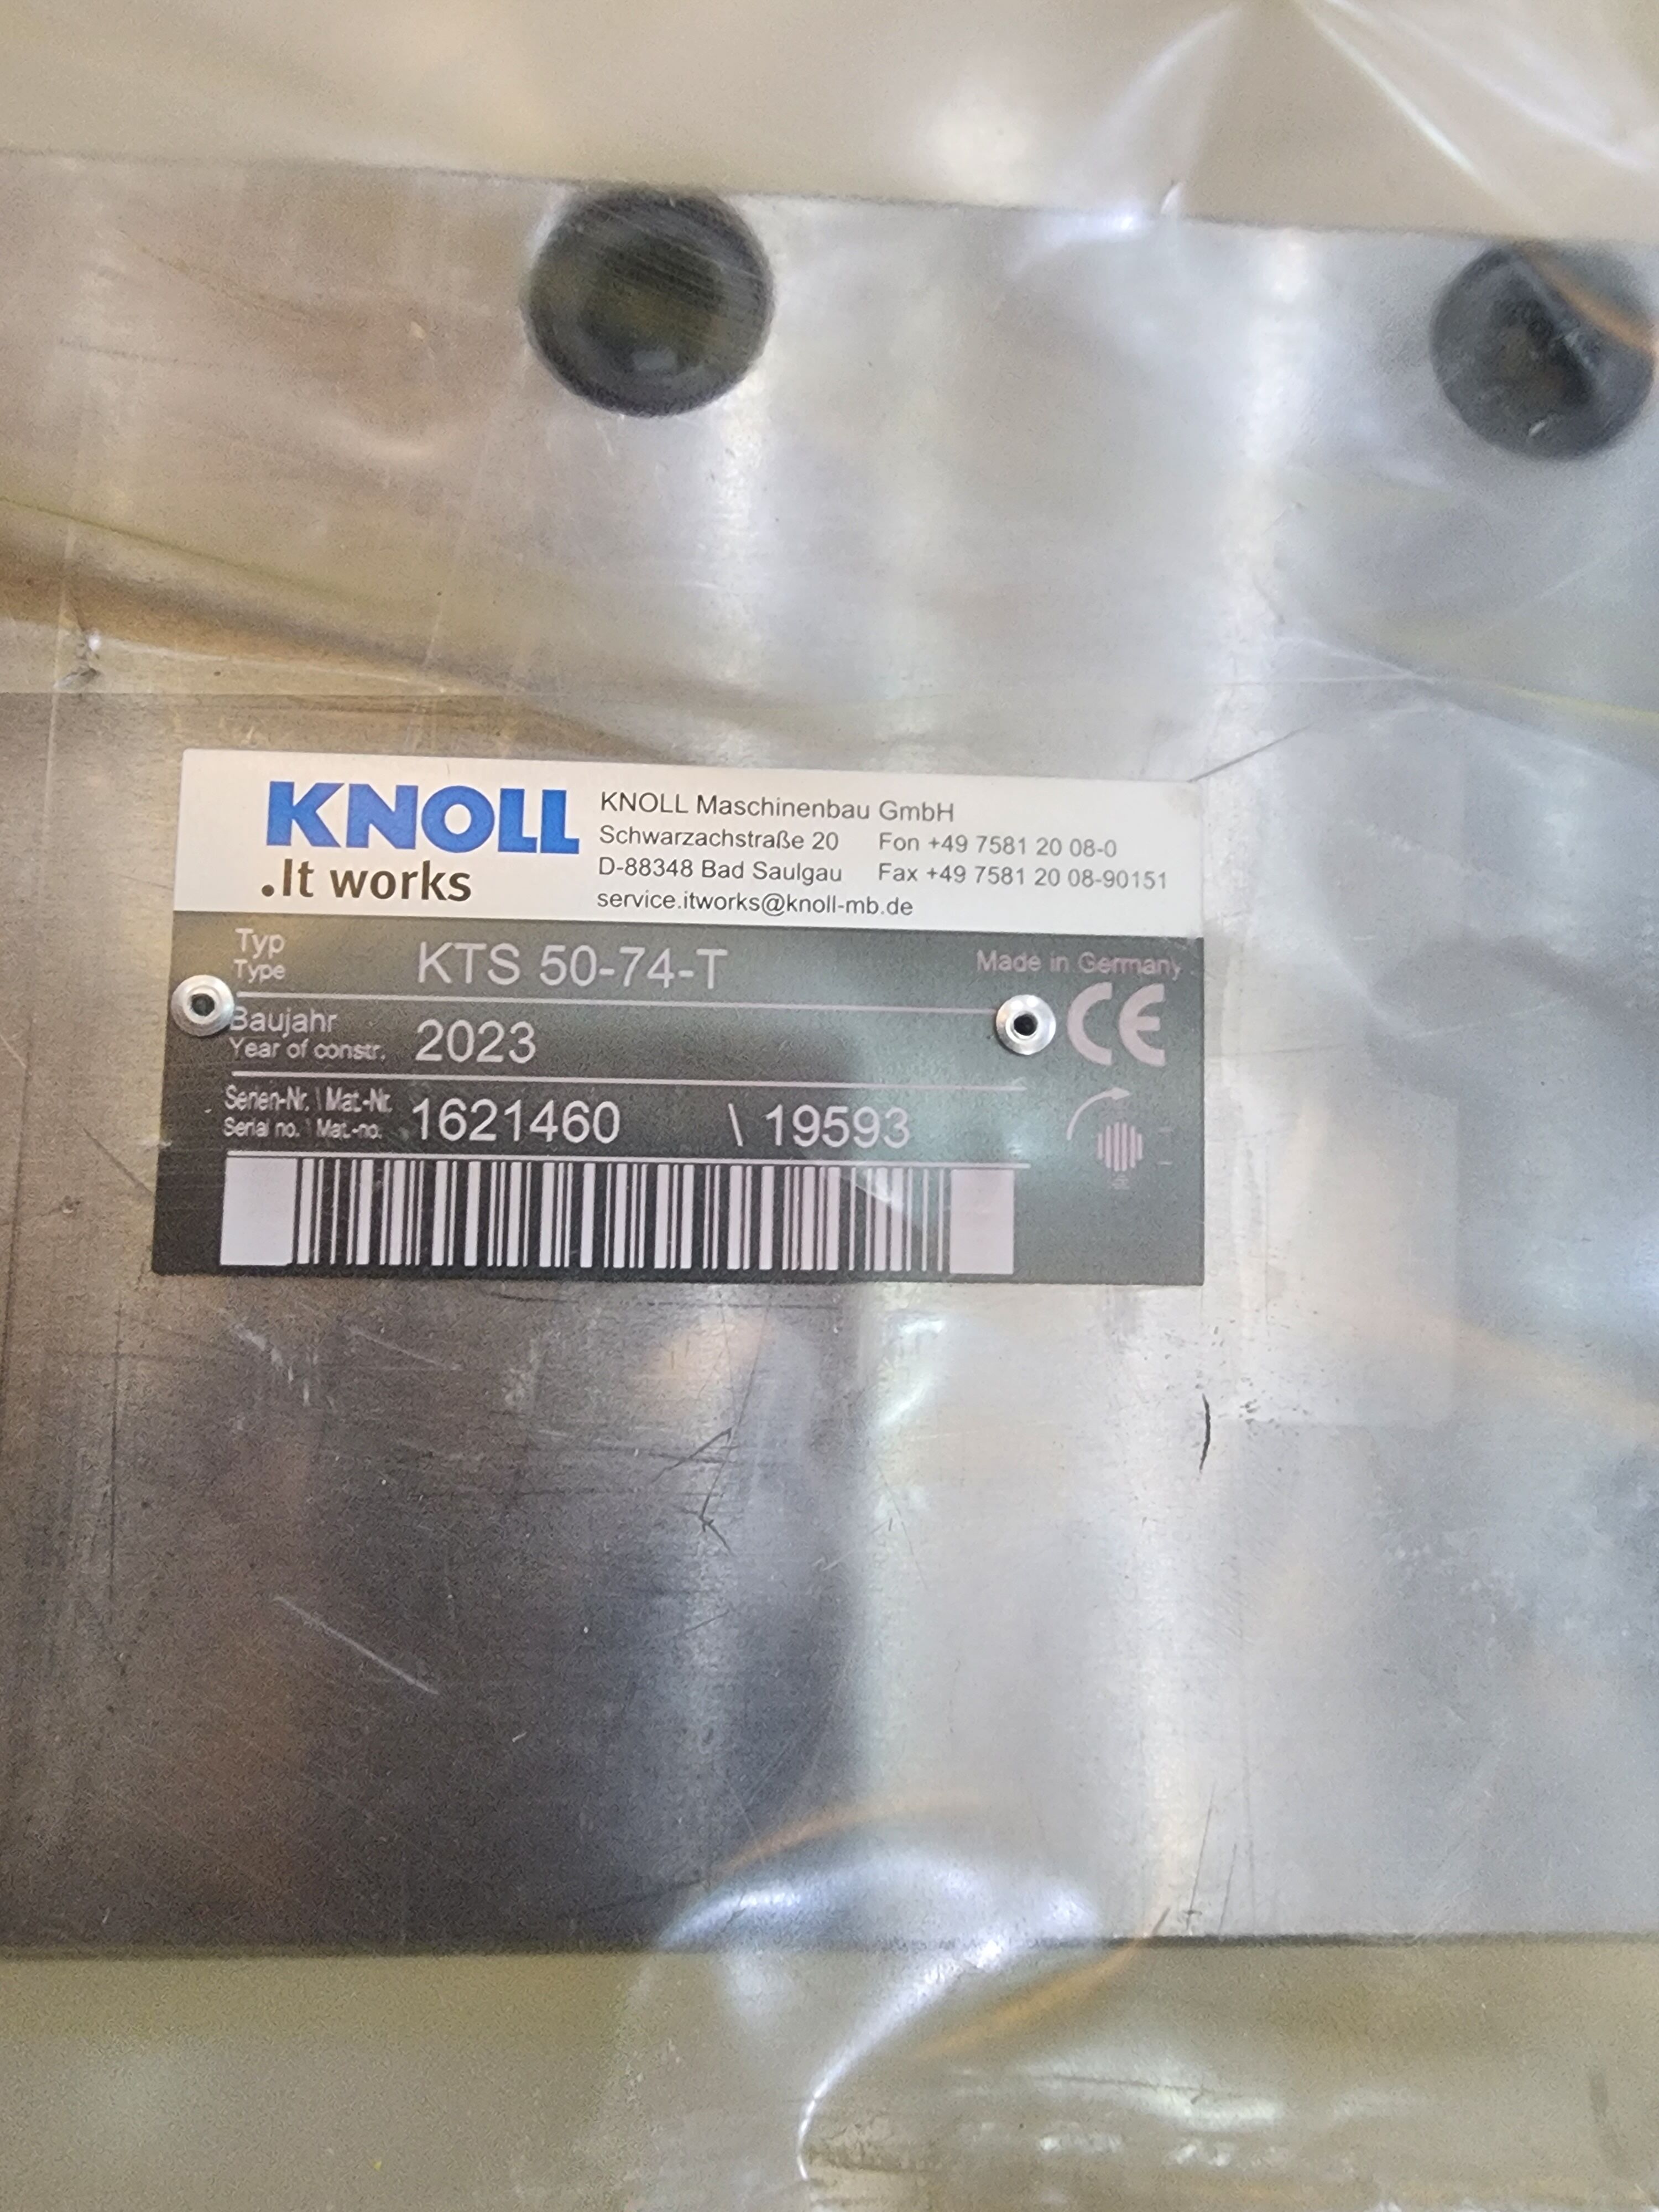 KNOLL
.It works
KNOLL Maschinenbau GmbH
Schwarzachstraße 20 Fon +49 7581 20 08-0
D-88348 Bad Saulgau Fax +49 7581 20 08-90151
service.itworks@knoll-mb.de
Typ
Type
KTS 50-74-T
Made in Germany
Baujahr
Year of constr.
2023
CE
Serien-Nr. \ Mat.-Nr.
Serial no. \ Mat.-no.
1621460 \ 19593